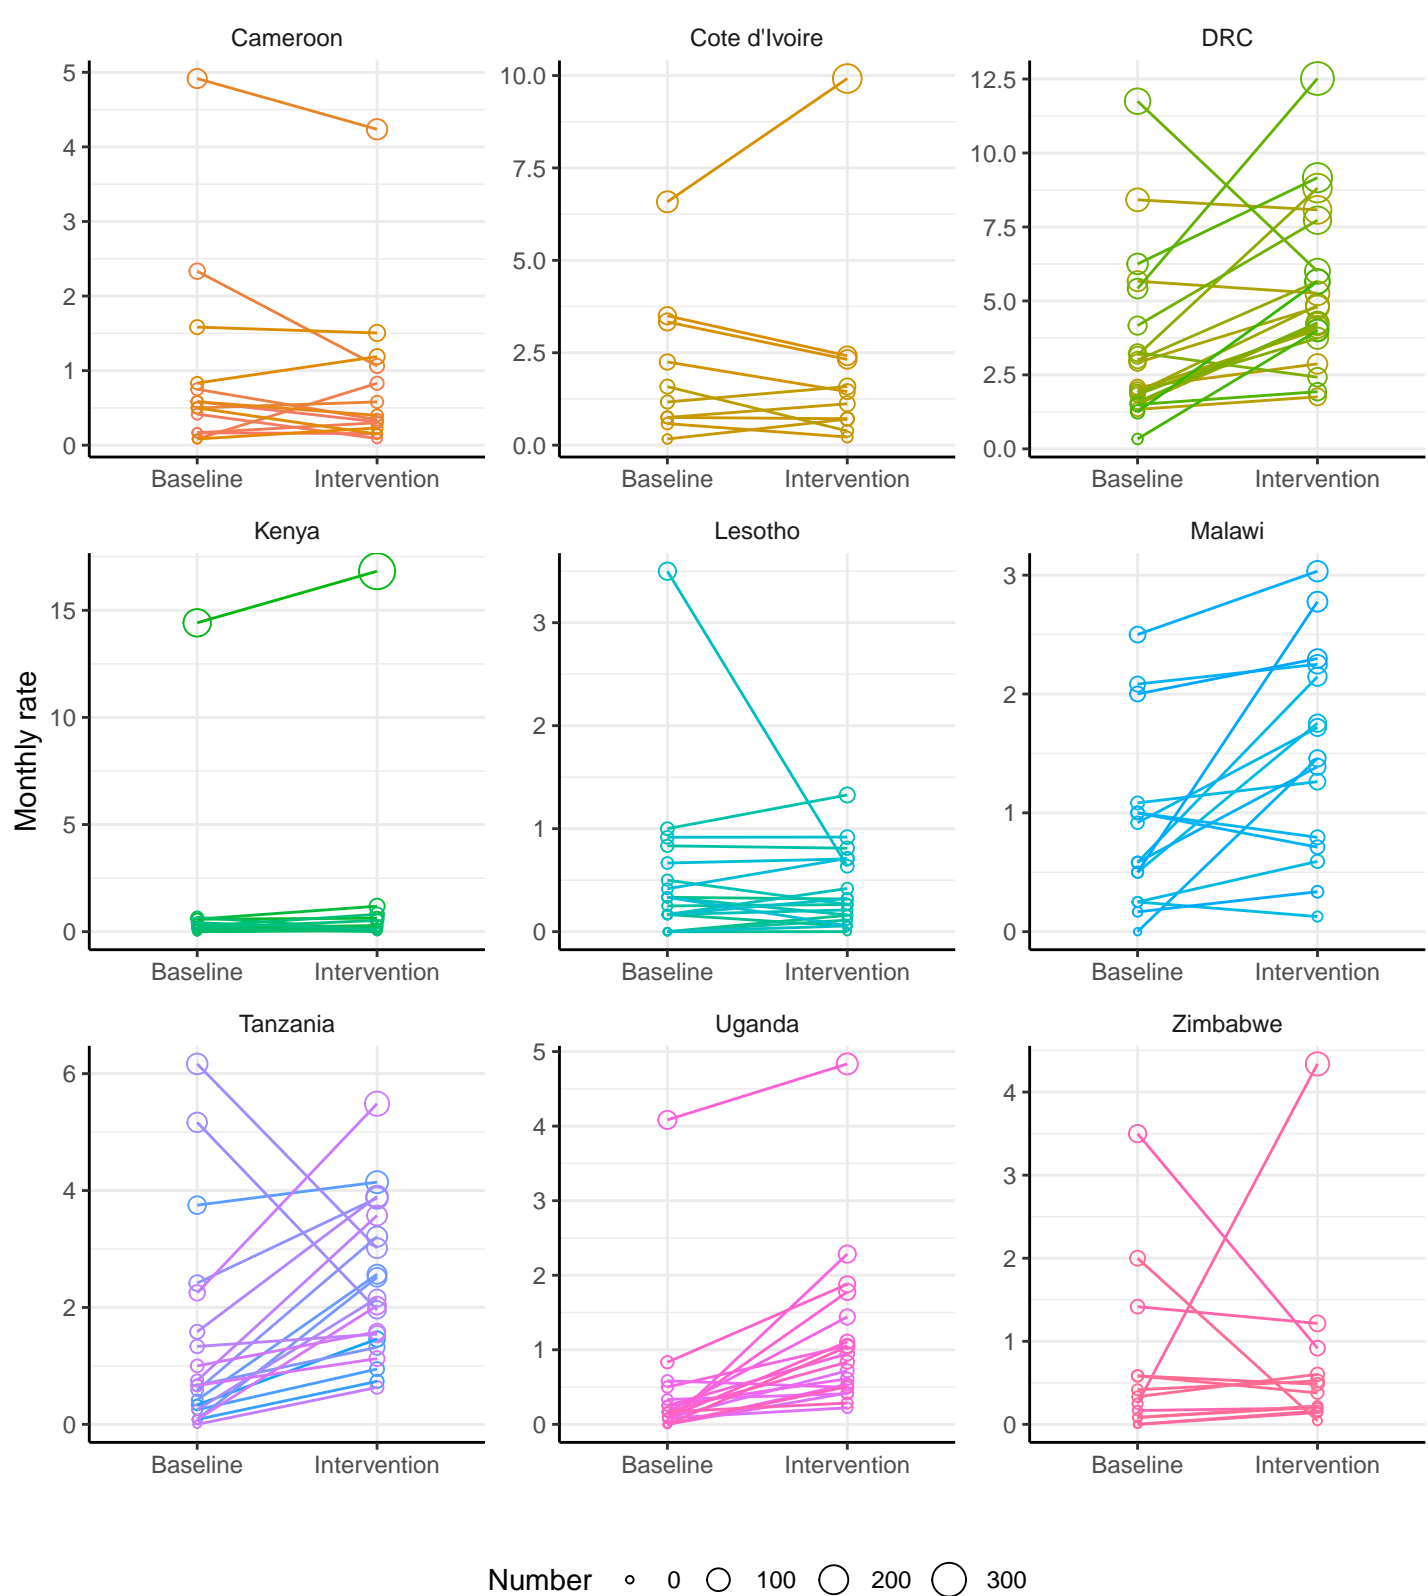 Cameroon
Cote d'Ivoire
DRC
5
4
3
2
1
0
10.0
7.5
5.0
2.5
0.0
12.5
10.0
7.5
5.0
2.5
0.0
Baseline Intervention
Baseline Intervention
Baseline Intervention
Kenya
Lesotho
Malawi
Monthly rate
15
10
5
0
3
2
1
0
3
2
1
0
Baseline Intervention
Baseline Intervention
Baseline Intervention
Tanzania
Uganda
Zimbabwe
6
4
2
0
5
4
3
2
1
0
4
3
2
1
0
Baseline Intervention
Baseline Intervention
Baseline Intervention
Number 0 100 200 300